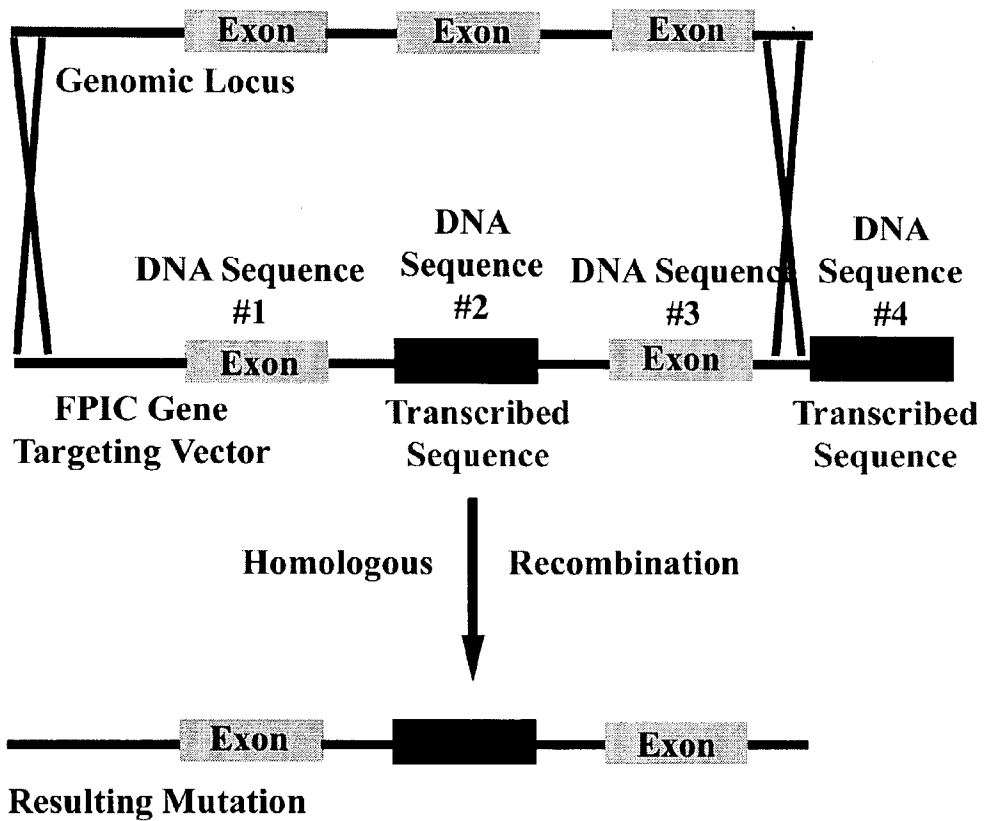 Exon Exon Exon
Genomic Locus
DNA Sequence
#1
DNA
Sequence
#2
DNA Sequence
#3
DNA
Sequence
#4
Exon Exon
FPIC Gene
Targeting Vector
Transcribed
Sequence
Transcribed
Sequence
Homologous Recombination
Exon Exon
Resulting Mutation